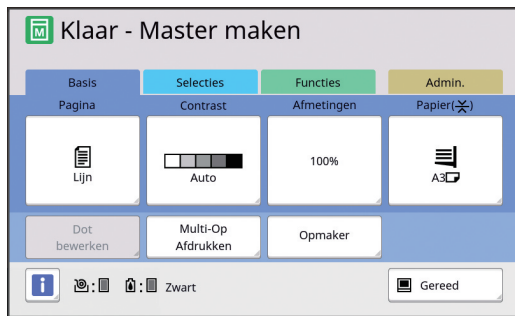 M Klaar - Master maken
Basis Selecties Functies Admin.
Pagina Contrast Afmetingen Papier( )
Lijn Auto 100% A3
Dot bewerken
Multi-Op Afdrukken
Opmaker
i : : Zwart Gereed